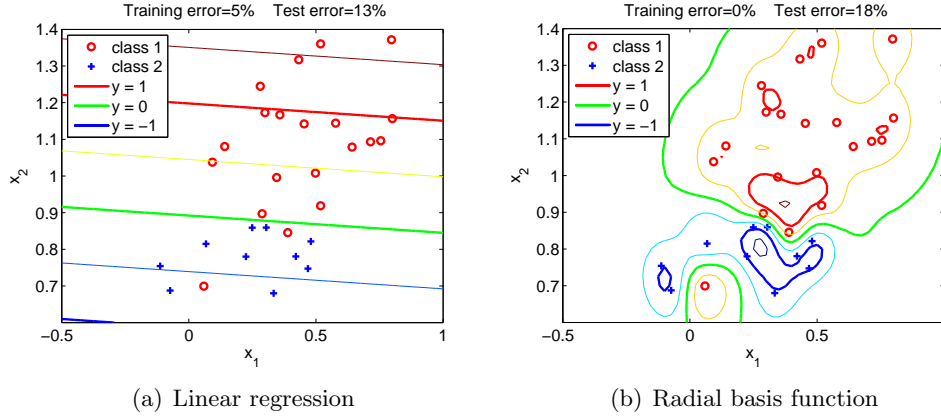 Training error=5% Test error=13%
1.4
1.3
1.2
1.1
1
0.9
0.8
0.7
x2
class 1
class 2
y = 1
y = 0
y = −1
−0.5
0
0.5
1
x1
(a) Linear regression
Training error=0% Test error=18%
1.4
1.3
1.2
1.1
1
0.9
0.8
0.7
x2
class 1
class 2
y = 1
y = 0
y = −1
−0.5
0
0.5
x1
(b) Radial basis function